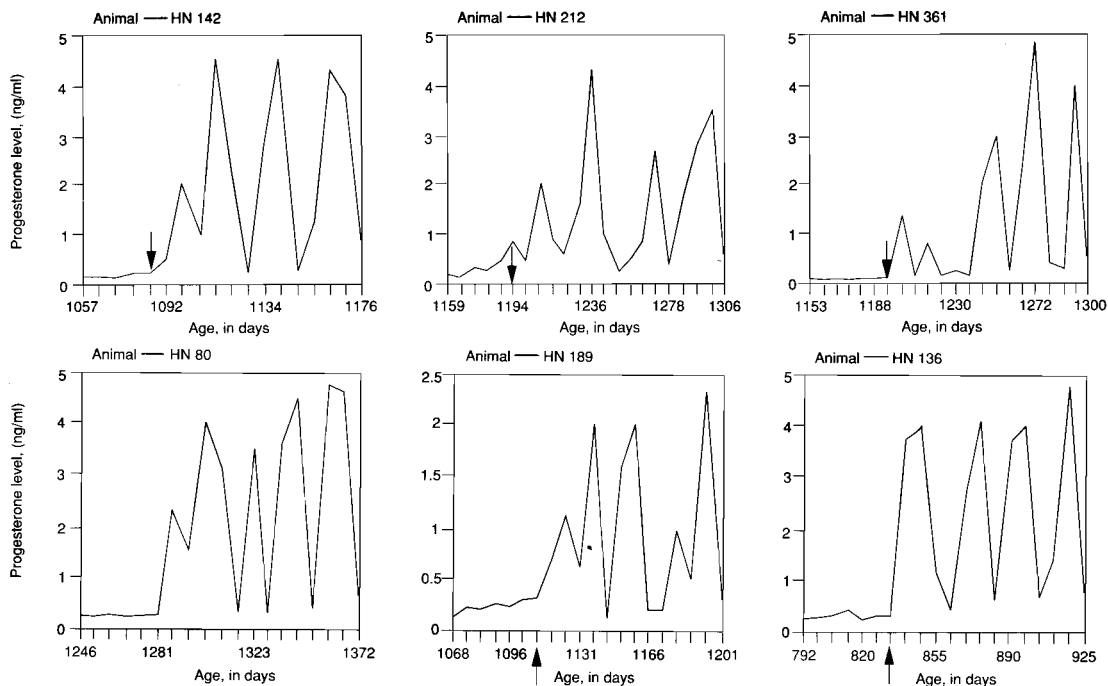 Animal — HN 142
Progesterone level, (ng/ml)
5
4
3
2
1
0
1057 1092 1134 1176
Age, in days
Animal — HN 212
5
4
3
2
1
0
1159 1194 1236 1278 1306
Age, in days
Animal — HN 361
5
4
3
2
1
0
1153 1188 1230 1272 1300
Age, in days
Animal — HN 80
Progesterone level, (ng/ml)
5
4
3
2
1
0
1246 1281 1323 1372
Age, in days
Animal — HN 189
2.5
2
1.5
1
0.5
0
1068 1096 1131 1166 1201
Age, in days
Animal — HN 136
5
4
3
2
1
0
792 820 855 890 925
Age, in days